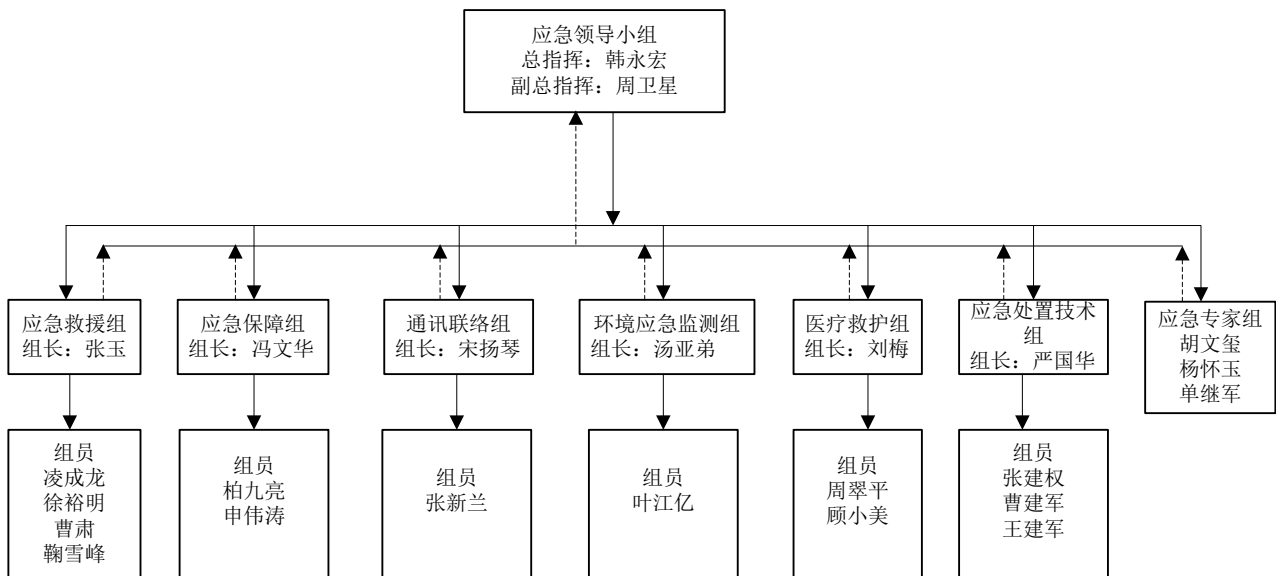 应急领导小组
总指挥：韩永宏
副总指挥：周卫星
应急救援组
组长：张玉
应急保障组
组长：冯文华
通讯联络组
组长：宋扬琴
环境应急监测组
组长：汤亚弟
医疗救护组
组长：刘梅
应急处置技术
组
组长：严国华
应急专家组
胡文玺
杨怀玉
单继军
组员
凌成龙
徐裕明
曹肃
鞠雪峰
组员
柏九亮
申伟涛
组员
张新兰
组员
叶江亿
组员
周翠平
顾小美
组员
张建权
曹建军
王建军